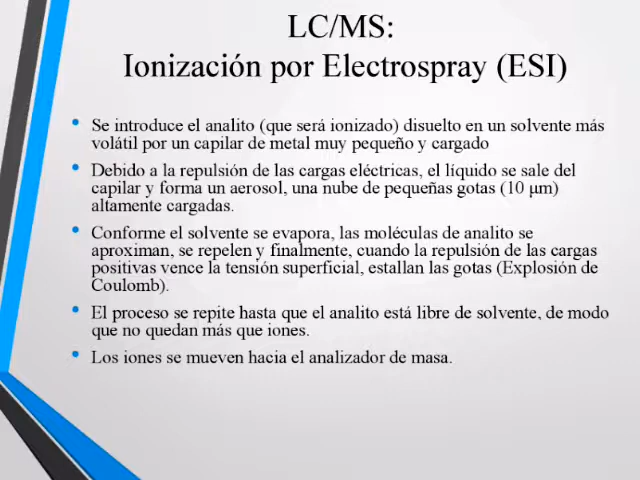 LC/MS:
Ionización por Electrospray (ESI)
• Se introduce el analito (que será ionizado) disuelto en un solvente más
volátil por un capilar de metal muy pequeño y cargado
• Debido a la repulsión de las cargas eléctricas, el líquido se sale del
capilar y forma un aerosol, una nube de pequeñas gotas (10 μm)
altamente cargadas.
• Conforme el solvente se evapora, las moléculas de analito se
aproximan, se repelen y finalmente, cuando la repulsión de las cargas
positivas vence la tensión superficial, estallan las gotas (Explosión de
Coulomb).
• El proceso se repite hasta que el analito está libre de solvente, de modo
que no quedan más que iones.
• Los iones se mueven hacia el analizador de masa.